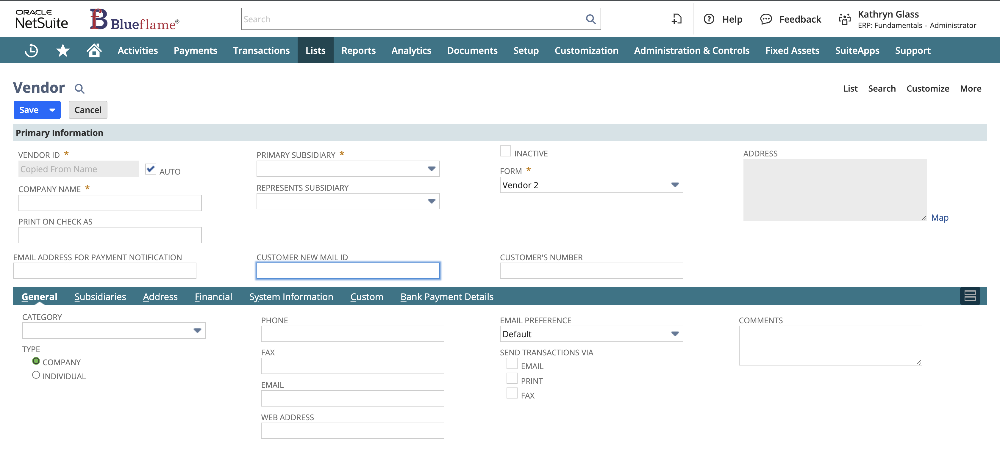 ORACLE
NetSuite
Blueflame®
Search
Help
Feedback
Kathryn Glass
ERP: Fundamentals - Administrator
Activities Payments Transactions Lists Reports Analytics Documents Setup Customization Administration & Controls Fixed Assets SuiteApps Support
Vendor
List Search Customize More
Save Cancel
Primary Information
VENDOR ID *
Copied From Name
AUTO
COMPANY NAME *
PRINT ON CHECK AS
PRIMARY SUBSIDIARY *
REPRESENTS SUBSIDIARY
INACTIVE
FORM *
Vendor 2
ADDRESS
Map
EMAIL ADDRESS FOR PAYMENT NOTIFICATION
CUSTOMER NEW MAIL ID
CUSTOMER'S NUMBER
General Subsidiaries Address Financial System Information Custom Bank Payment Details
CATEGORY
TYPE
COMPANY
INDIVIDUAL
PHONE
FAX
EMAIL
WEB ADDRESS
EMAIL PREFERENCE
Default
SEND TRANSACTIONS VIA
EMAIL
PRINT
FAX
COMMENTS